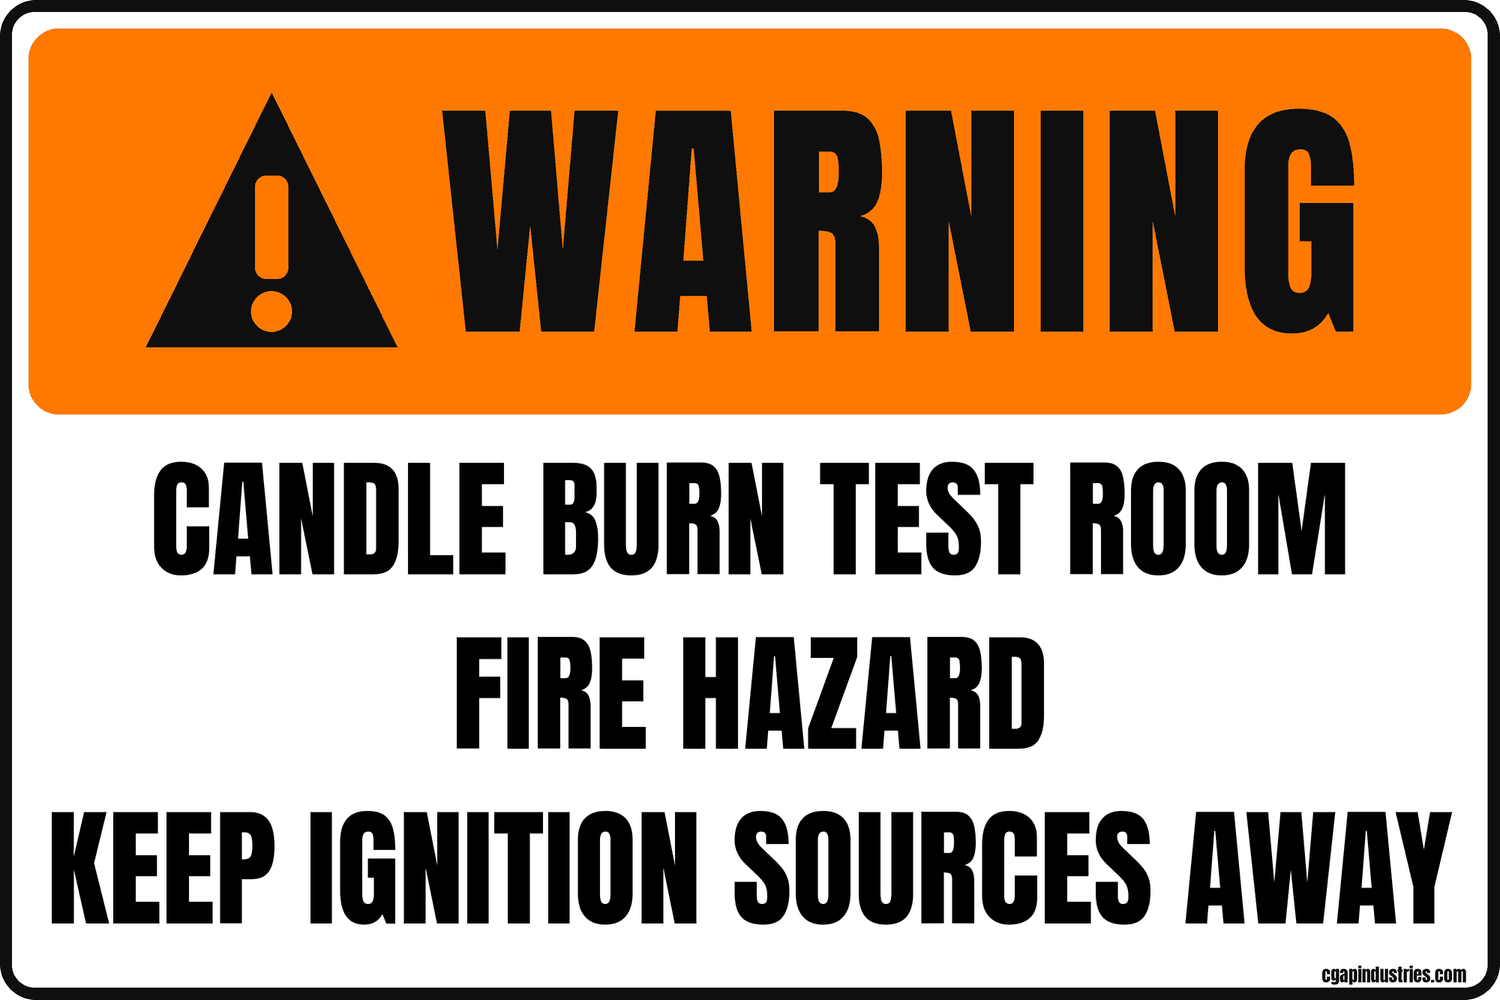 WARNING
CANDLE BURN TEST ROOM
FIRE HAZARD
KEEP IGNITION SOURCES AWAY
cgapindustries.com